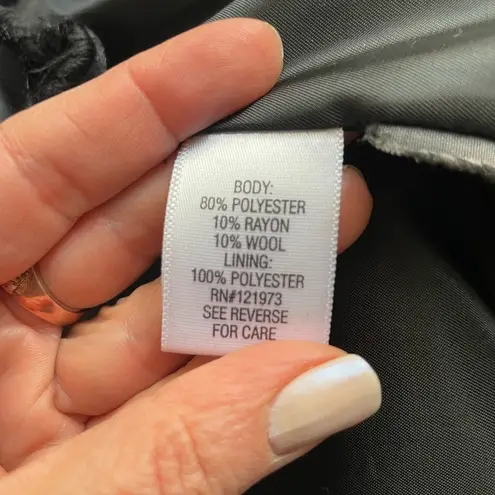 BODY:
80% POLYESTER
10% RAYON
10% WOOL
LINING:
100% POLYESTER
RN#121973
SEE REVERSE
FOR CARE